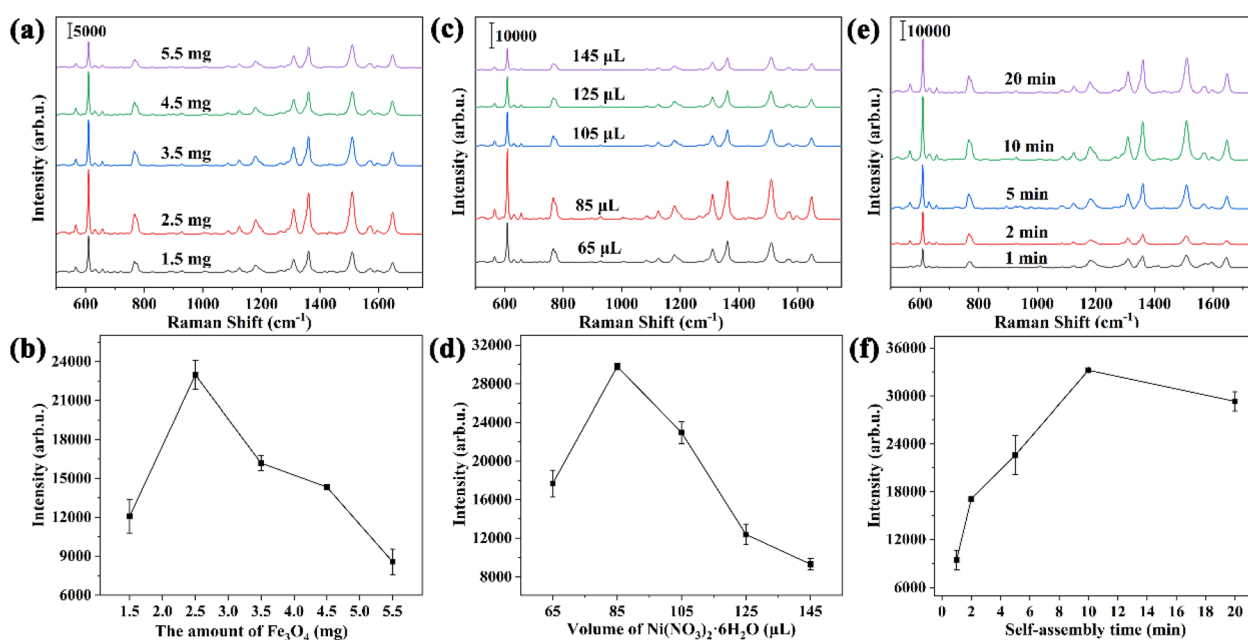 (a)
5000
5.5 mg
4.5 mg
3.5 mg
2.5 mg
1.5 mg
Intensity (arb.u.)
600 800 1000 1200 1400 1600
Raman Shift (cm⁻¹)
(c)
10000
145 μL
125 μL
105 μL
85 μL
65 μL
Intensity (arb.u.)
600 800 1000 1200 1400 1600
Raman Shift (cm⁻¹)
(e)
10000
20 min
10 min
5 min
2 min
1 min
Intensity (arb.u.)
600 800 1000 1200 1400 1600
Raman Shift (cm⁻¹)
(b)
24000
21000
18000
15000
12000
9000
6000
Intensity (arb.u.)
1.5 2.0 2.5 3.0 3.5 4.0 4.5 5.0 5.5
The amount of Fe₃O₄ (mg)
(d)
32000
28000
24000
20000
16000
12000
8000
Intensity (arb.u.)
65 85 105 125 145
Volume of Ni(NO₃)₂·6H₂O (μL)
(f)
36000
30000
24000
18000
12000
6000
Intensity (arb.u.)
0 2 4 6 8 10 12 14 16 18 20
Self-assembly time (min)